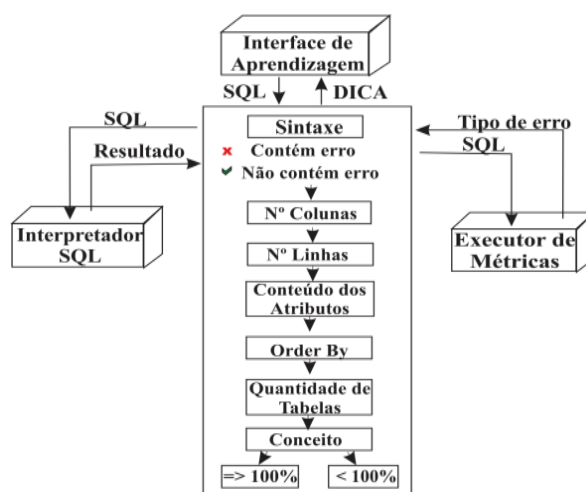 Interface de
Aprendizagem
SQL
DICA
SQL
Resultado
Interpretador
SQL
Sintaxe
Contém erro
Não contém erro
Nº Colunas
Nº Linhas
Conteúdo dos
Atributos
Order By
Quantidade de
Tabelas
Conceito
=> 100%
< 100%
Tipo de erro
SQL
Executor de
Métricas